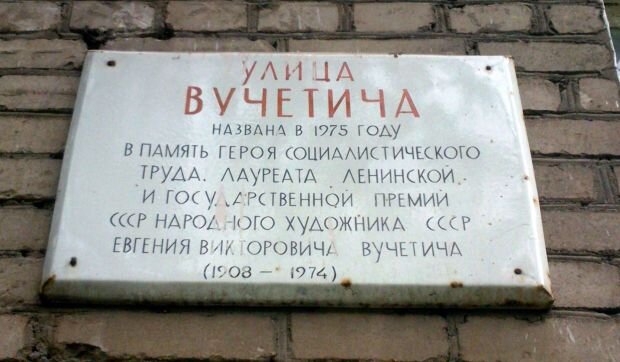 УЛИЦА
ВУЧЕТИЧА
НАЗВАНА В 1975 ГОДУ
В ПАМЯТЬ ГЕРОЯ СОЦИАЛИСТИЧЕСКОГО
ТРУДА, ЛАУРЕАТА ЛЕНИНСКОЙ
И ГОСУДАРСТВЕННОЙ ПРЕМИЙ
СССР НАРОДНОГО ХУДОЖНИКА СССР
ЕВГЕНИЯ ВИКТОРОВИЧА ВУЧЕТИЧА
(1908 - 1974)